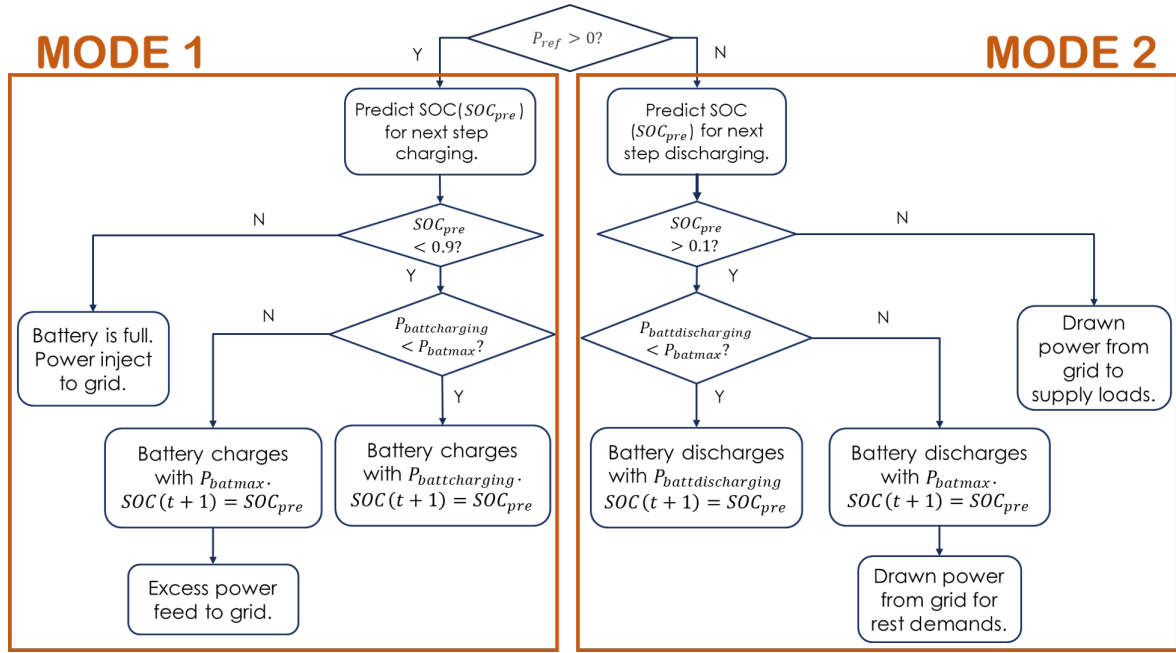 MODE 1
P_ref > 0?
MODE 2
Y
N
Predict SOC(SOC_pre)
for next step
charging.
Predict SOC
(SOC_pre) for next
step discharging.
N
SOC_pre
< 0.9?
Y
SOC_pre
> 0.1?
N
Y
Battery is full.
Power inject
to grid.
N
P_battcharging
< P_batmax?
Y
P_battdischarging
< P_batmax?
N
Y
Drawn
power from
grid to
supply loads.
Battery charges
with P_batmax.
SOC(t + 1) = SOC_pre
Battery charges
with P_battcharging.
SOC(t + 1) = SOC_pre
Battery discharges
with P_battdischarging
SOC(t + 1) = SOC_pre
Battery discharges
with P_batmax.
SOC(t + 1) = SOC_pre
Excess power
feed to grid.
Drawn power
from grid for
rest demands.